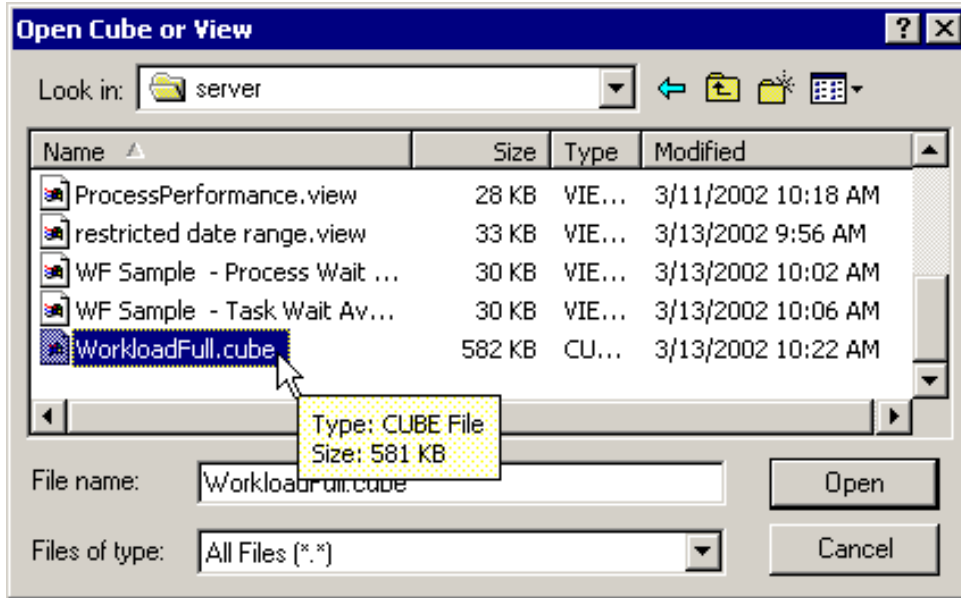 Open Cube or View
Look in: server
Name Size Type Modified
ProcessPerformance.view 28 KB VIE... 3/11/2002 10:18 AM
restricted date range.view 33 KB VIE... 3/13/2002 9:56 AM
WF Sample - Process Wait ... 30 KB VIE... 3/13/2002 10:02 AM
WF Sample - Task Wait Av... 30 KB VIE... 3/13/2002 10:06 AM
WorkloadFull.cube 582 KB CU... 3/13/2002 10:22 AM
Type: CUBE File
Size: 581 KB
File name: WorkloadFull.cube Open
Files of type: All Files (*.*) Cancel